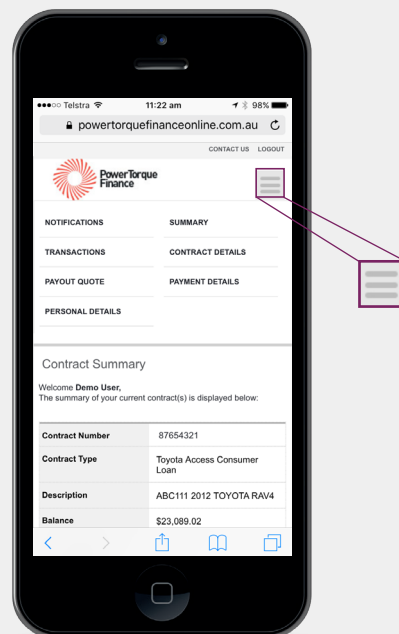 Telstra 11:22 am 98%
powertorquefinanceonline.com.au
CONTACT US LOGOUT
PowerTorque
Finance
NOTIFICATIONS SUMMARY
TRANSACTIONS CONTRACT DETAILS
PAYOUT QUOTE PAYMENT DETAILS
PERSONAL DETAILS
Contract Summary
Welcome Demo User,
The summary of your current contract(s) is displayed below:
Contract Number 87654321
Contract Type Toyota Access Consumer
Loan
Description ABC111 2012 TOYOTA RAV4
Balance $23,089.02